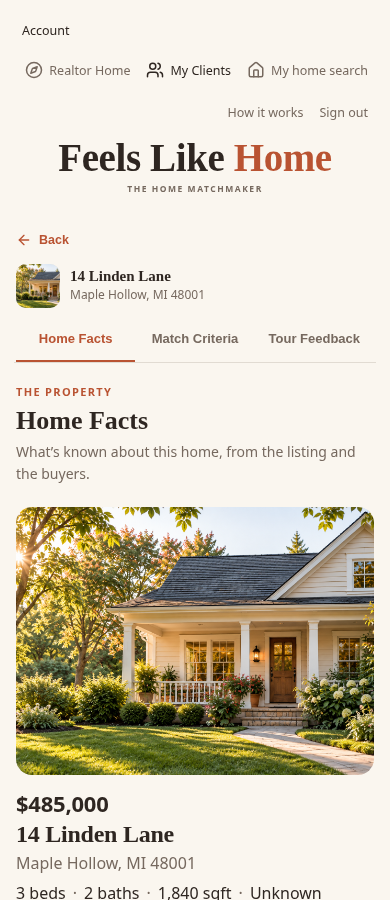 Account
Realtor Home
My Clients
My home search
How it works
Sign out
Feels Like Home
THE HOME MATCHMAKER
Back
14 Linden Lane
Maple Hollow, MI 48001
Home Facts
Match Criteria
Tour Feedback
THE PROPERTY
Home Facts
What’s known about this home, from the listing and
the buyers.
$485,000
14 Linden Lane
Maple Hollow, MI 48001
3 beds · 2 baths · 1,840 sqft · Unknown